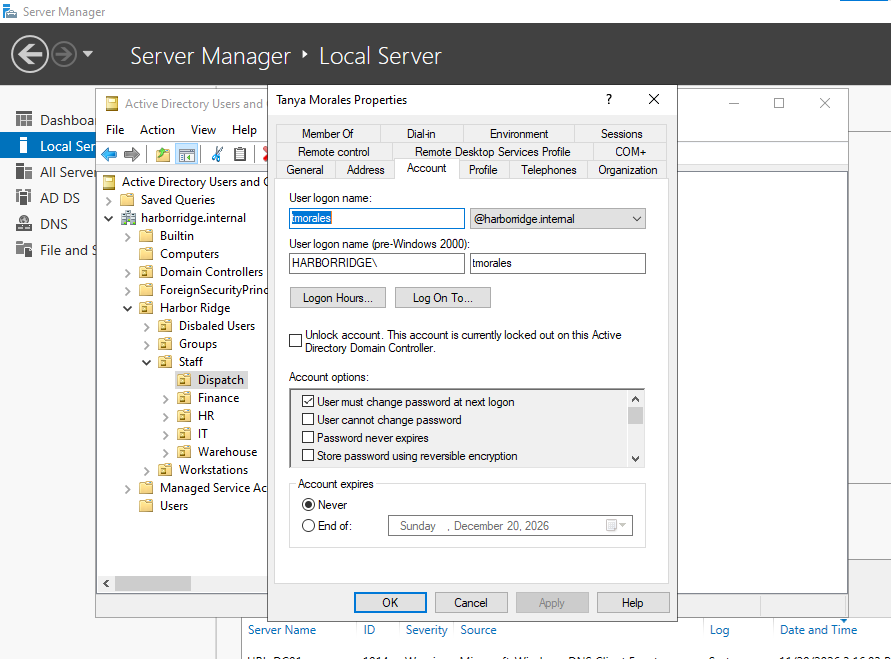 Server Manager
Server Manager • Local Server
Dashboa
Local Ser
All Server
AD DS
DNS
File and S
Active Directory Users and
File Action View Help
Active Directory Users and C
Saved Queries
harborridge.internal
Builtin
Computers
Domain Controllers
ForeignSecurityPrinc
Harbor Ridge
Disbaled Users
Groups
Staff
Dispatch
Finance
HR
IT
Warehouse
Workstations
Managed Service Ac
Users
Tanya Morales Properties
Member Of Dial-in Environment Sessions
Remote control Remote Desktop Services Profile COM+
General Address Account Profile Telephones Organization
User logon name:
tmorales @harborridge.internal
User logon name (pre-Windows 2000):
HARBORRIDGE\ tmorales
Logon Hours... Log On To...
Unlock account. This account is currently locked out on this Active
Directory Domain Controller.
Account options:
User must change password at next logon
User cannot change password
Password never expires
Store password using reversible encryption
Account expires
Never
End of: Sunday , December 20, 2026
OK Cancel Apply Help
Server Name ID Severity Source Log Date and Time